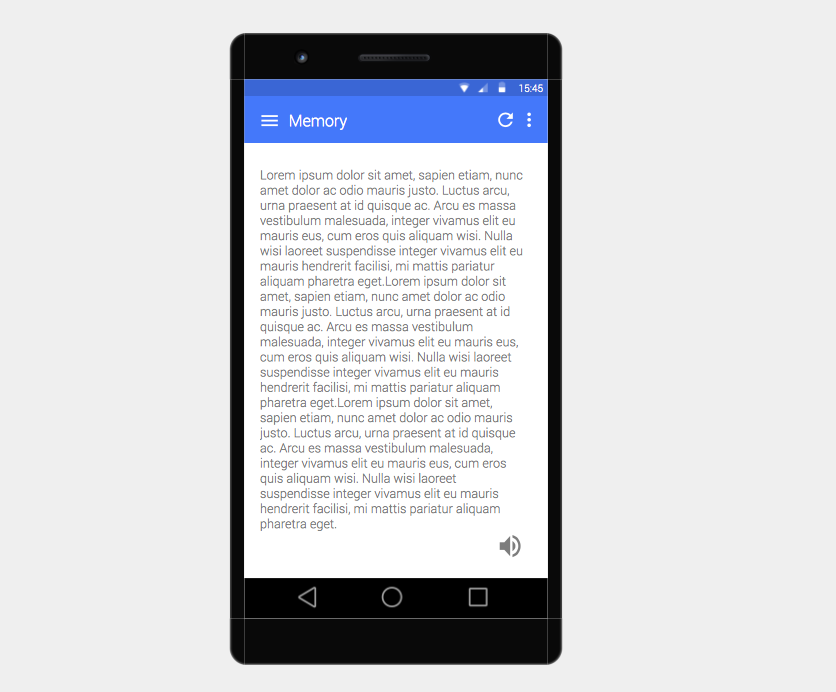 15:45
Memory
Lorem ipsum dolor sit amet, sapien etiam, nunc
amet dolor ac odio mauris justo. Luctus arcu,
urna praesent at id quisque ac. Arcu es massa
vestibulum malesuada, integer vivamus elit eu
mauris eus, cum eros quis aliquam wisi. Nulla
wisi laoreet suspendisse integer vivamus elit eu
mauris hendrerit facilisi, mi mattis pariatur
aliquam pharetra eget.Lorem ipsum dolor sit
amet, sapien etiam, nunc amet dolor ac odio
mauris justo. Luctus arcu, urna praesent at id
quisque ac. Arcu es massa vestibulum
malesuada, integer vivamus elit eu mauris eus,
cum eros quis aliquam wisi. Nulla wisi laoreet
suspendisse integer vivamus elit eu mauris
hendrerit facilisi, mi mattis pariatur aliquam
pharetra eget.Lorem ipsum dolor sit amet,
sapien etiam, nunc amet dolor ac odio mauris
justo. Luctus arcu, urna praesent at id quisque
ac. Arcu es massa vestibulum malesuada,
integer vivamus elit eu mauris eus, cum eros
quis aliquam wisi. Nulla wisi laoreet
suspendisse integer vivamus elit eu mauris
hendrerit facilisi, mi mattis pariatur aliquam
pharetra eget.